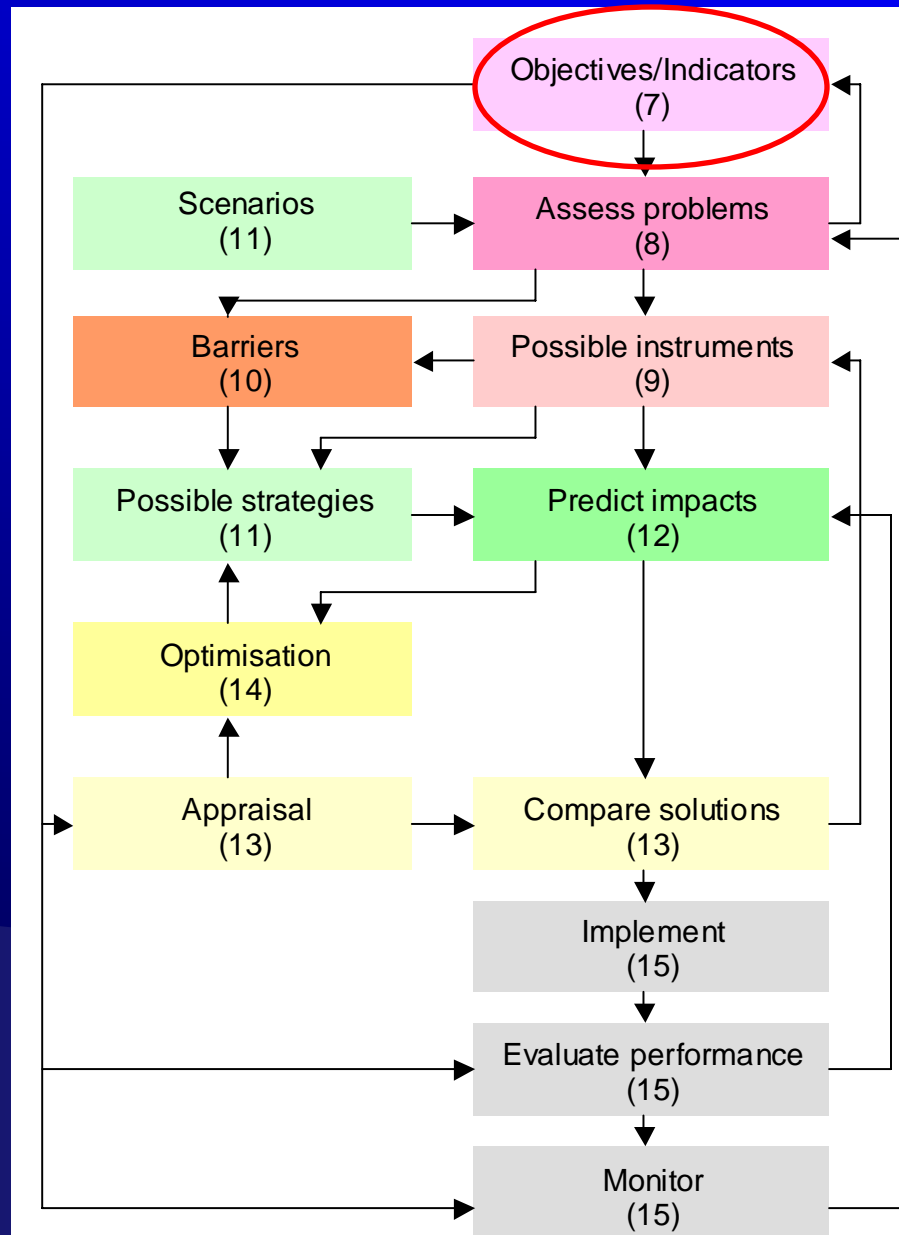 Objectives/Indicators
(7)
Scenarios
(11)
Assess problems
(8)
Barriers
(10)
Possible instruments
(9)
Possible strategies
(11)
Predict impacts
(12)
Optimisation
(14)
Appraisal
(13)
Compare solutions
(13)
Implement
(15)
Evaluate performance
(15)
Monitor
(15)